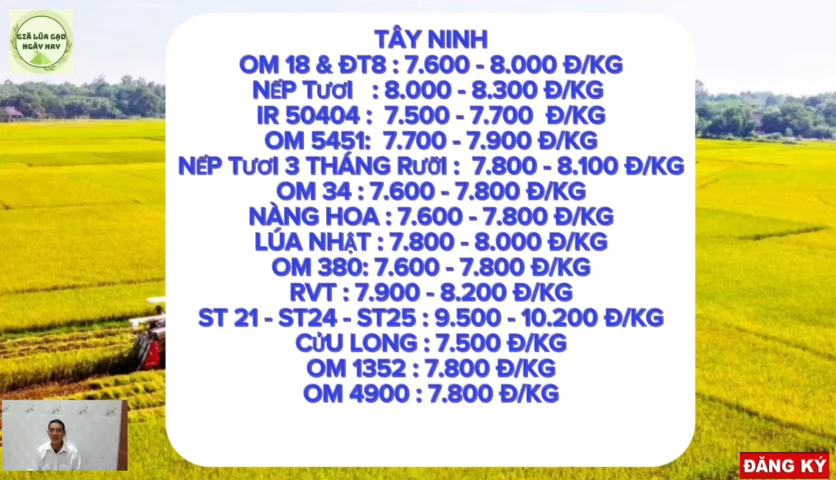 GIÁ LÚA GẠO
NGÀY NAY
TÂY NINH
OM 18 & ĐT8 : 7.600 - 8.000 Đ/KG
NẾP TƯƠI : 8.000 - 8.300 Đ/KG
IR 50404 : 7.500 - 7.700 Đ/KG
OM 5451: 7.700 - 7.900 Đ/KG
NẾP TƯƠI 3 THÁNG RƯỠI : 7.800 - 8.100 Đ/KG
OM 34 : 7.600 - 7.800 Đ/KG
NÀNG HOA : 7.600 - 7.800 Đ/KG
LÚA NHẬT : 7.800 - 8.000 Đ/KG
OM 380: 7.600 - 7.800 Đ/KG
RVT : 7.900 - 8.200 Đ/KG
ST 21 - ST24 - ST25 : 9.500 - 10.200 Đ/KG
CỬU LONG : 7.500 Đ/KG
OM 1352 : 7.800 Đ/KG
OM 4900 : 7.800 Đ/KG
ĐĂNG KÝ